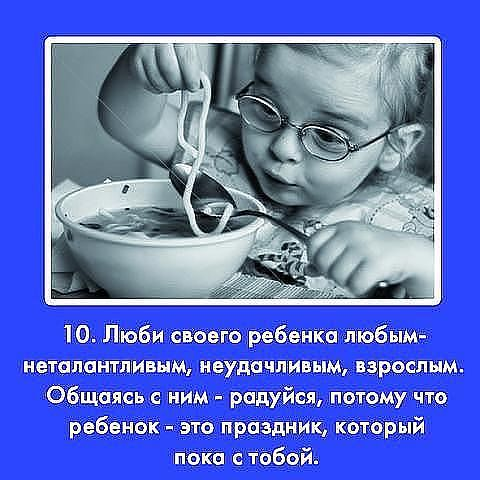 10. Люби своего ребенка любым-
неталантливым, неудачливым, взрослым.
Общаясь с ним - радуйся, потому что
ребенок - это праздник, который
пока с тобой.